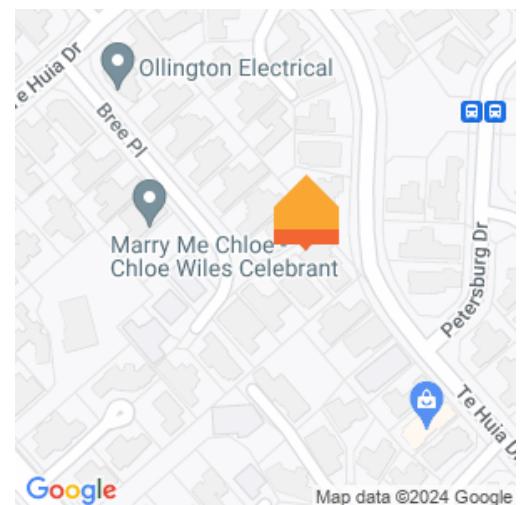 e Huia Dr
Ollington Electrical
Bree Pl
Marry Me Chloe -
Chloe Wiles Celebrant
Petersburg Dr
Te Huia D
Google
Map data ©2024 Google